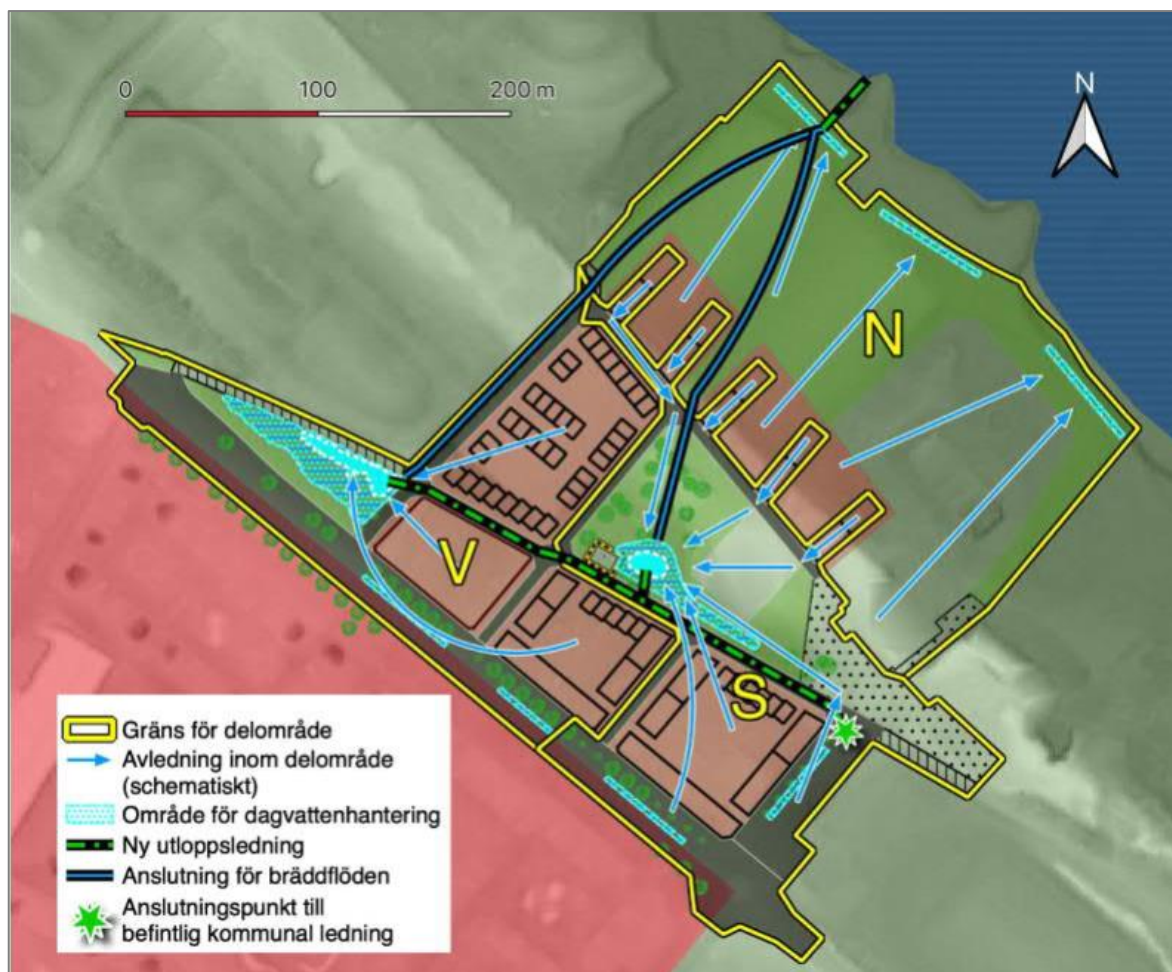 0 100 200 m
N
N
V
S
Gräns för delområde
Avledning inom delområde
(schematiskt)
Område för dagvattenhantering
Ny utloppsledning
Anslutning för bräddflöden
Anslutningspunkt till
befintlig kommunal ledning